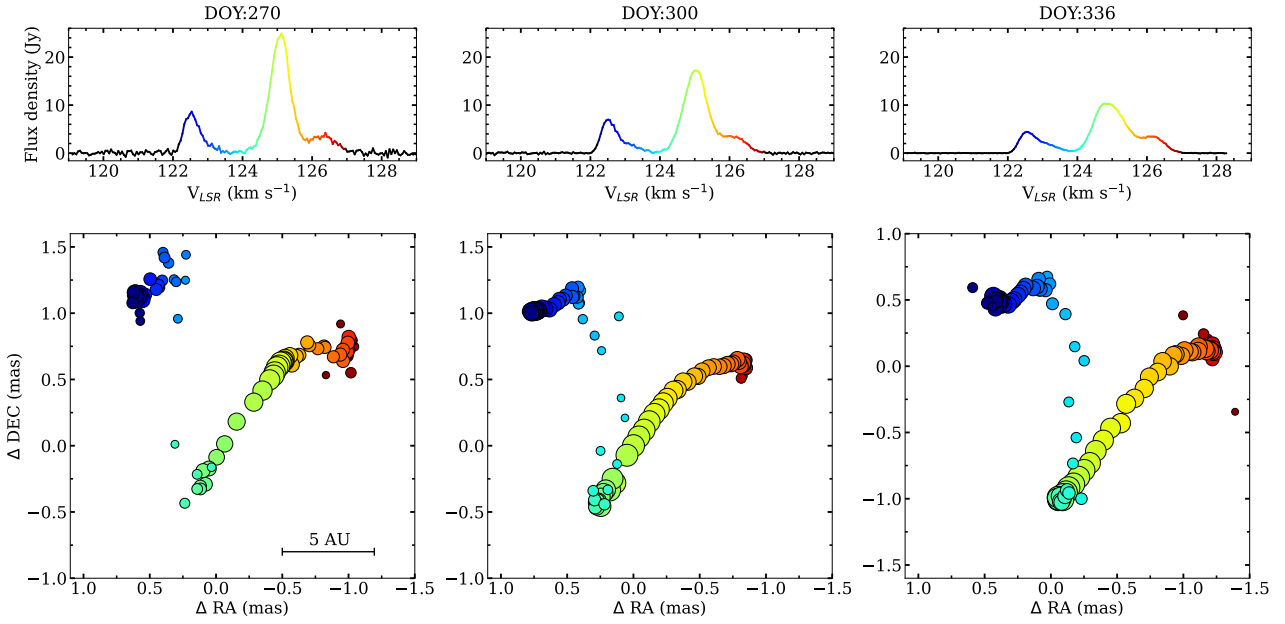 DOY:270 DOY:300 DOY:336
Flux density (Jy)
20
10
0
120 122 124 126 128
V_LSR (km s⁻¹)
120 122 124 126 128
V_LSR (km s⁻¹)
120 122 124 126 128
V_LSR (km s⁻¹)
Δ DEC (mas)
1.5
1.0
0.5
0.0
−0.5
−1.0
5 AU
1.0 0.5 0.0 −0.5 −1.0 −1.5
Δ RA (mas)
1.5
1.0
0.5
0.0
−0.5
−1.0
1.0 0.5 0.0 −0.5 −1.0 −1.5
Δ RA (mas)
1.0
0.5
0.0
−0.5
−1.0
−1.5
1.0 0.5 0.0 −0.5 −1.0 −1.5
Δ RA (mas)